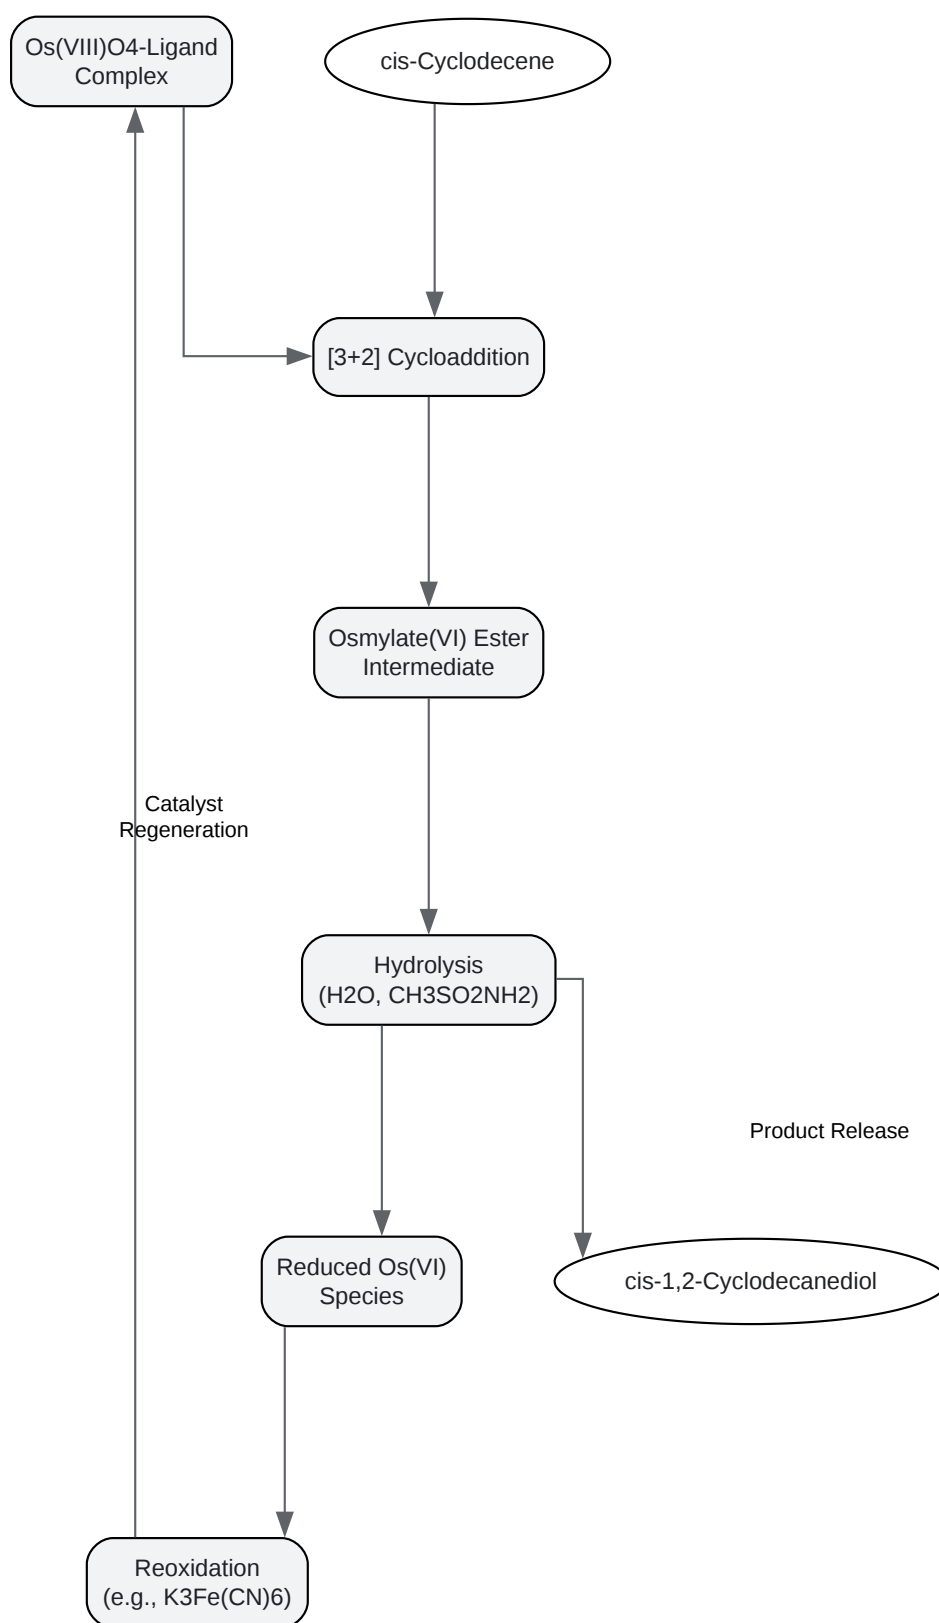 Os(VIII)O4-Ligand
Complex
cis-Cyclodecene
[3+2] Cycloaddition
Osmylate(VI) Ester
Intermediate
Catalyst
Regeneration
Hydrolysis
(H2O, CH3SO2NH2)
Product Release
Reduced Os(VI)
Species
cis-1,2-Cyclodecanediol
Reoxidation
(e.g., K3Fe(CN)6)